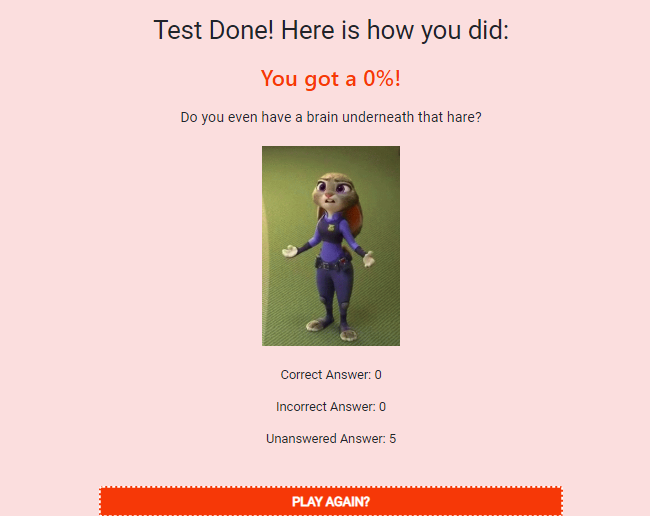 Test Done! Here is how you did:
You got a 0%!
Do you even have a brain underneath that hare?
Correct Answer: 0
Incorrect Answer: 0
Unanswered Answer: 5
PLAY AGAIN?